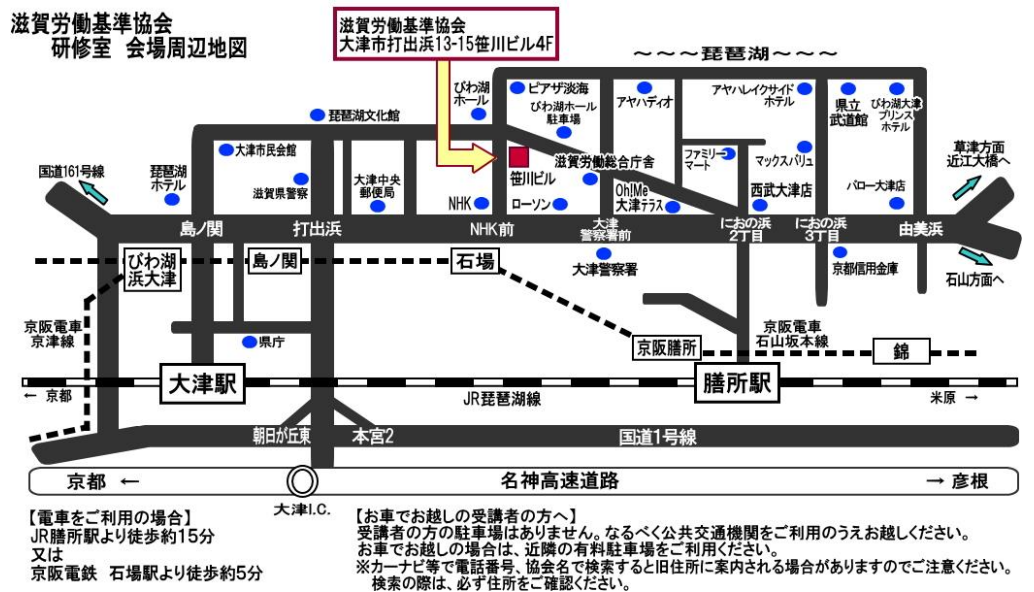 滋賀労働基準協会
研修室 会場周辺地図
滋賀労働基準協会
大津市打出浜13-15笹川ビル4F
～～～琵琶湖～～～
びわ湖
ホール
ピアザ淡海
びわ湖ホール
駐車場
アヤハディオ
アヤハレイクサイド
ホテル
県立
武道館
びわ湖大津
プリンス
ホテル
琵琶湖文化館
大津市民会館
滋賀県警察
大津中央
郵便局
国道161号線
琵琶湖
ホテル
笹川ビル
滋賀労働総合庁舎
ファミリー
マート
マックスバリュ
草津方面
近江大橋へ
NHK
ローソン
Oh!Me
大津テラス
西武大津店
バロー大津店
島ノ関
打出浜
NHK前
大津
警察署前
におの浜
2丁目
におの浜
3丁目
由美浜
びわ湖
浜大津
島ノ関
石場
大津警察署
京都信用金庫
石山方面へ
京阪電車
京津線
県庁
京阪膳所
京阪電車
石山坂本線
錦
大津駅
膳所駅
← 京都
JR琵琶湖線
米原 →
朝日が丘東
本宮2
国道1号線
京都 ←
名神高速道路
→ 彦根
大津I.C.
【電車をご利用の場合】
JR膳所駅より徒歩約15分
又は
京阪電鉄 石場駅より徒歩約5分
【お車でお越しの受講者の方へ】
受講者の方の駐車場はありません。なるべく公共交通機関をご利用のうえお越しください。
お車でお越しの場合は、近隣の有料駐車場をご利用ください。
※カーナビ等で電話番号、協会名で検索すると旧住所に案内される場合がありますのでご注意ください。
検索の際は、必ず住所をご確認ください。